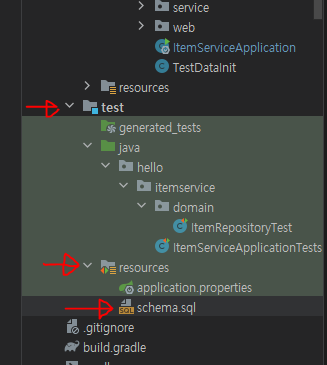 service
web
ItemServiceApplication
TestDataInit
resources
test
generated_tests
java
hello
itemservice
domain
ItemRepositoryTest
ItemServiceApplicationTests
resources
application.properties
schema.sql
.gitignore
build.gradle